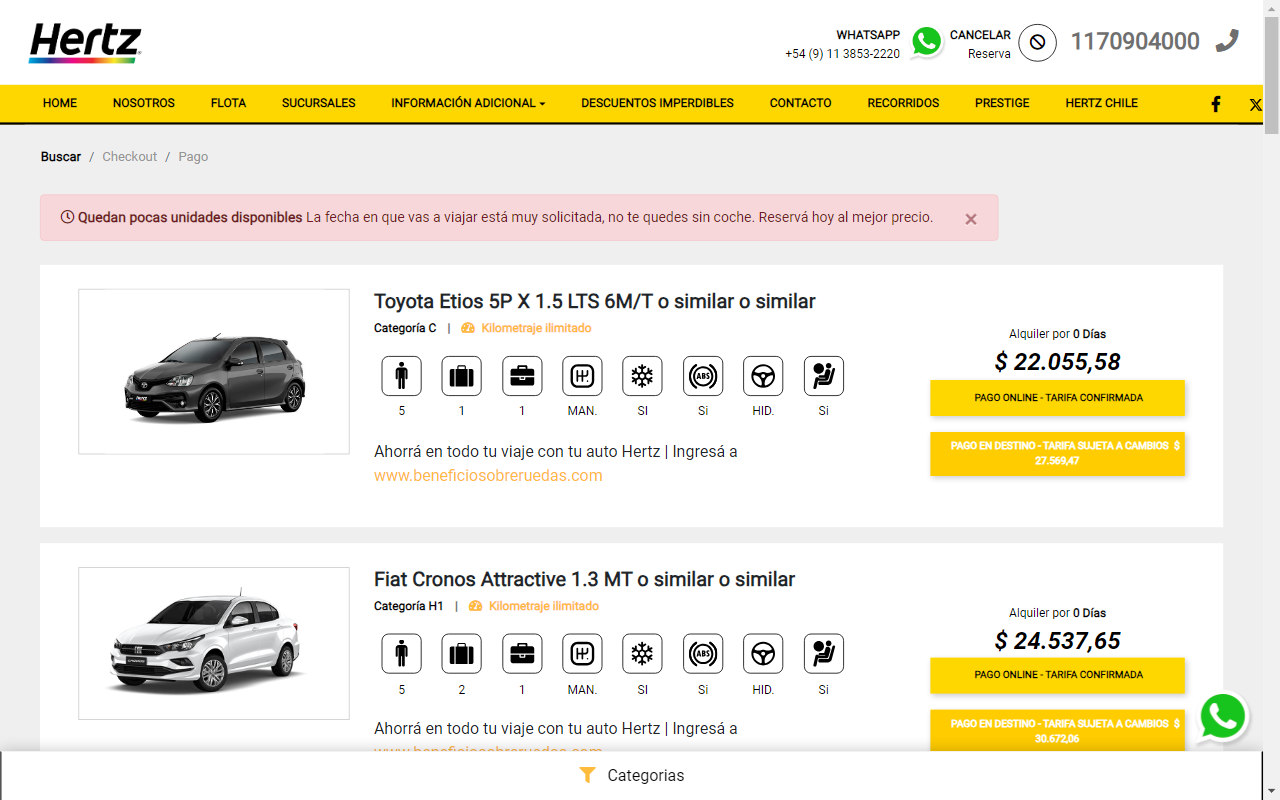 Hertz
WHATSAPP
+54 (9) 11 3853-2220
CANCELAR
Reserva
1170904000
HOME
NOSOTROS
FLOTA
SUCURSALES
INFORMACIÓN ADICIONAL
DESCUENTOS IMPERDIBLES
CONTACTO
RECORRIDOS
PRESTIGE
HERTZ CHILE
Buscar / Checkout / Pago
Quedan pocas unidades disponibles La fecha en que vas a viajar está muy solicitada, no te quedes sin coche. Reservá hoy al mejor precio. ×
Toyota Etios 5P X 1.5 LTS 6M/T o similar o similar
Categoría C | Kilometraje ilimitado
ABS
5 1 1 MAN. SI Si HID. Si
Ahorrá en todo tu viaje con tu auto Hertz | Ingresá a
www.beneficiosobreruedas.com
Alquiler por 0 Días
$ 22.055,58
PAGO ONLINE - TARIFA CONFIRMADA
PAGO EN DESTINO - TARIFA SUJETA A CAMBIOS $
27.569,47
Fiat Cronos Attractive 1.3 MT o similar o similar
Categoría H1 | Kilometraje ilimitado
ABS
5 2 1 MAN. SI Si HID. Si
Ahorrá en todo tu viaje con tu auto Hertz | Ingresá a
www.beneficiosobreruedas.com
Alquiler por 0 Días
$ 24.537,65
PAGO ONLINE - TARIFA CONFIRMADA
PAGO EN DESTINO - TARIFA SUJETA A CAMBIOS $
30.672,06
Categorias